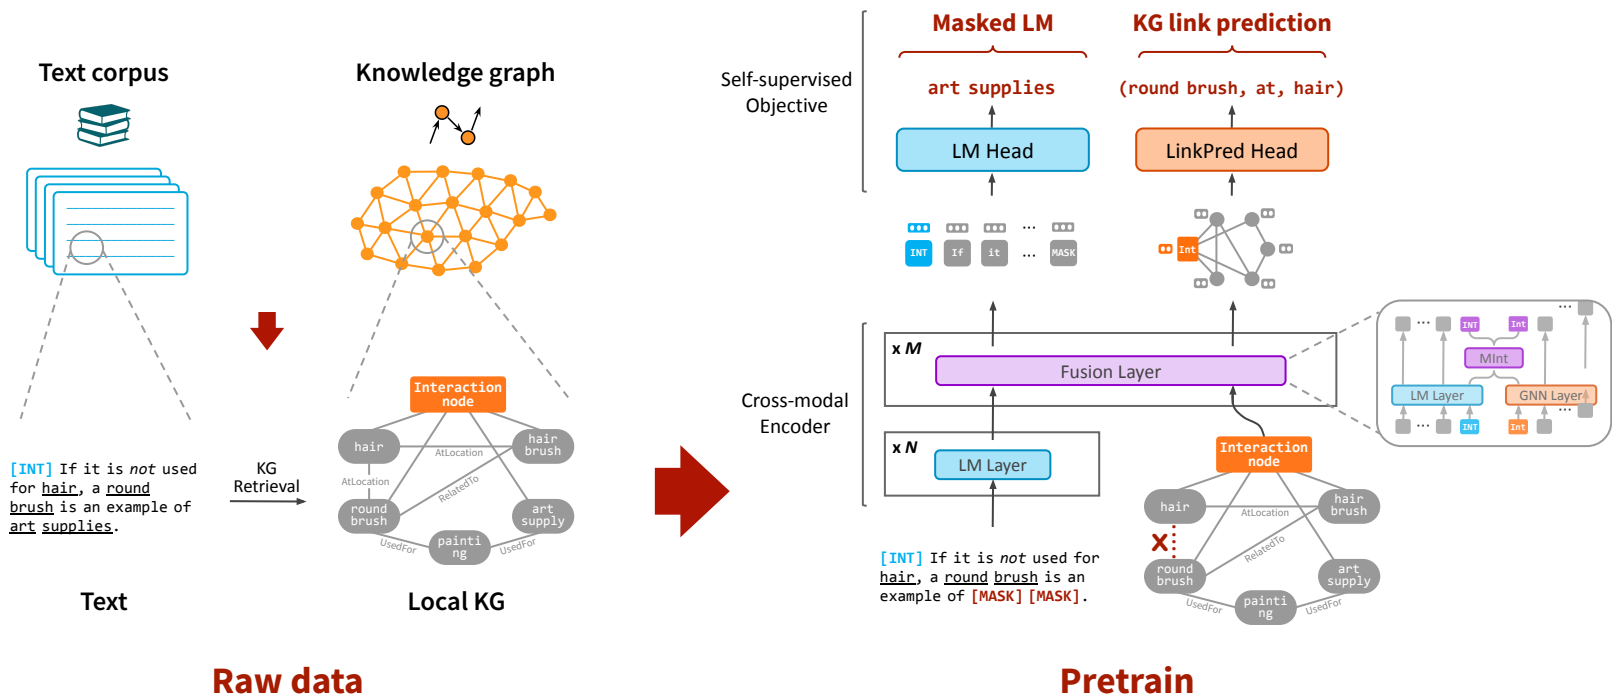 Text corpus
Knowledge graph
Interaction
node
hair
hair
brush
AtLocation
AtLocation
RelatedTo
round
brush
art
supply
painti
ng
UsedFor
UsedFor
[INT] If it is not used
for hair, a round
brush is an example of
art supplies.
KG
Retrieval
Text
Local KG
Raw data
Masked LM
KG link prediction
Self-supervised
Objective
art supplies
(round brush, at, hair)
LM Head
LinkPred Head
INT
If
it
...
MASK
Int
Cross-modal
Encoder
x M
Fusion Layer
x N
LM Layer
INT
Int
...
...
...
MInt
LM Layer
GNN Layer
...
...
INT
Int
Interaction
node
hair
hair
brush
AtLocation
X
RelatedTo
round
brush
art
supply
painti
ng
UsedFor
UsedFor
[INT] If it is not used for
hair, a round brush is an
example of [MASK] [MASK].
Pretrain